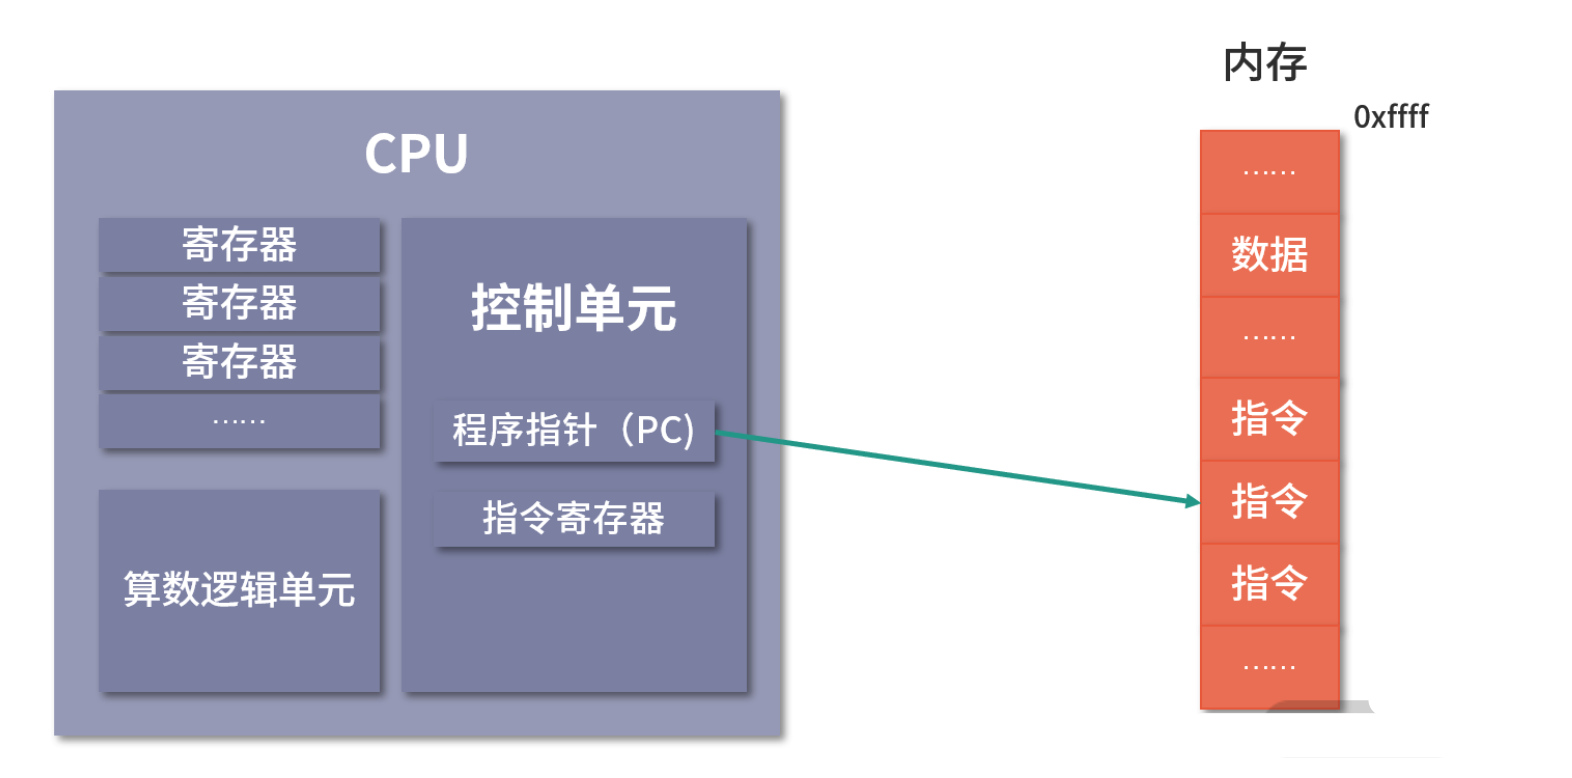 CPU
寄存器
寄存器
寄存器
……
算数逻辑单元
控制单元
程序指针（PC)
指令寄存器
内存
0xffff
……
数据
……
指令
指令
指令
……